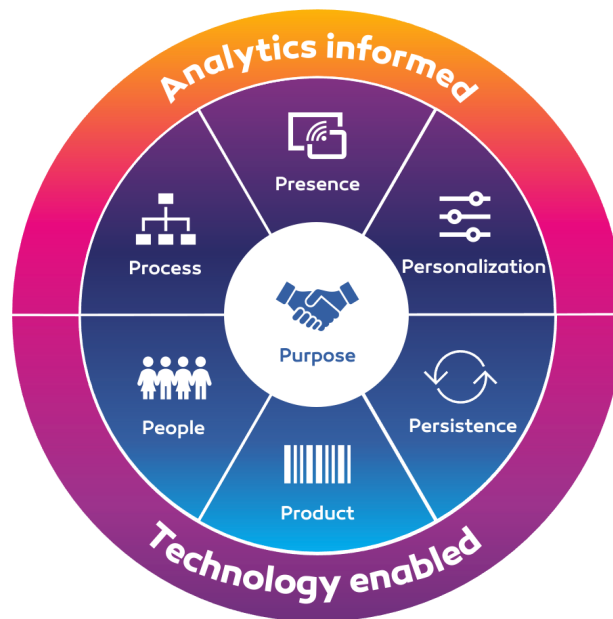 Analytics informed
Presence
Process
Personalization
Purpose
People
Persistence
Product
Technology enabled